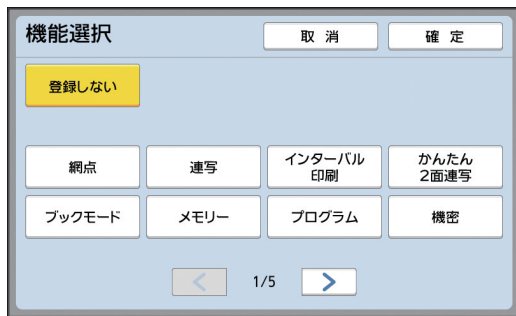 機能選択
取 消
確 定
登録しない
網点
連写
インターバル
印刷
かんたん
2面連写
ブックモード
メモリー
プログラム
機密
1/5